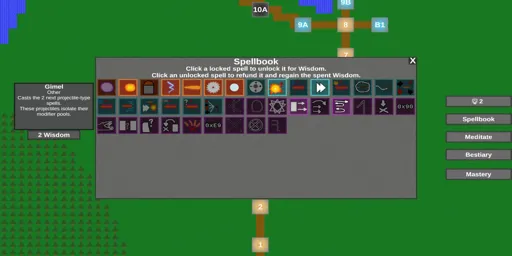 10A
9B
9A
8
B1
7
Spellbook
X
Click a locked spell to unlock it for Wisdom.
Click an unlocked spell to refund it and regain the spent Wisdom.
Gimel
Other
Casts the 2 next projectile-type
spells.
These projectiles isolate their
modifier pools.
2 Wisdom
0x90
0xE9
2
Spellbook
Meditate
Bestiary
Mastery
2
1